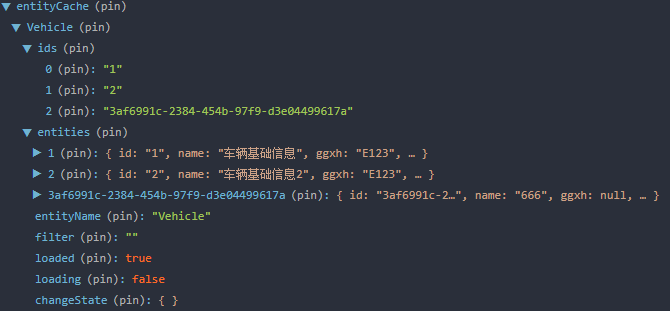 entityCache (pin)
Vehicle (pin)
ids (pin)
0 (pin): "1"
1 (pin): "2"
2 (pin): "3af6991c-2384-454b-97f9-d3e04499617a"
entities (pin)
1 (pin): { id: "1", name: "车辆基础信息", ggxh: "E123", … }
2 (pin): { id: "2", name: "车辆基础信息2", ggxh: "E123", … }
3af6991c-2384-454b-97f9-d3e04499617a (pin): { id: "3af6991c-2…", name: "666", ggxh: null, … }
entityName (pin): "Vehicle"
filter (pin): ""
loaded (pin): true
loading (pin): false
changeState (pin): { }